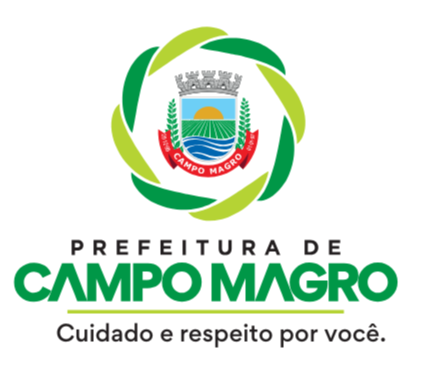 CAMPO MAGRO
PREFEITURA DE
CAMPO MAGRO
Cuidado e respeito por você.